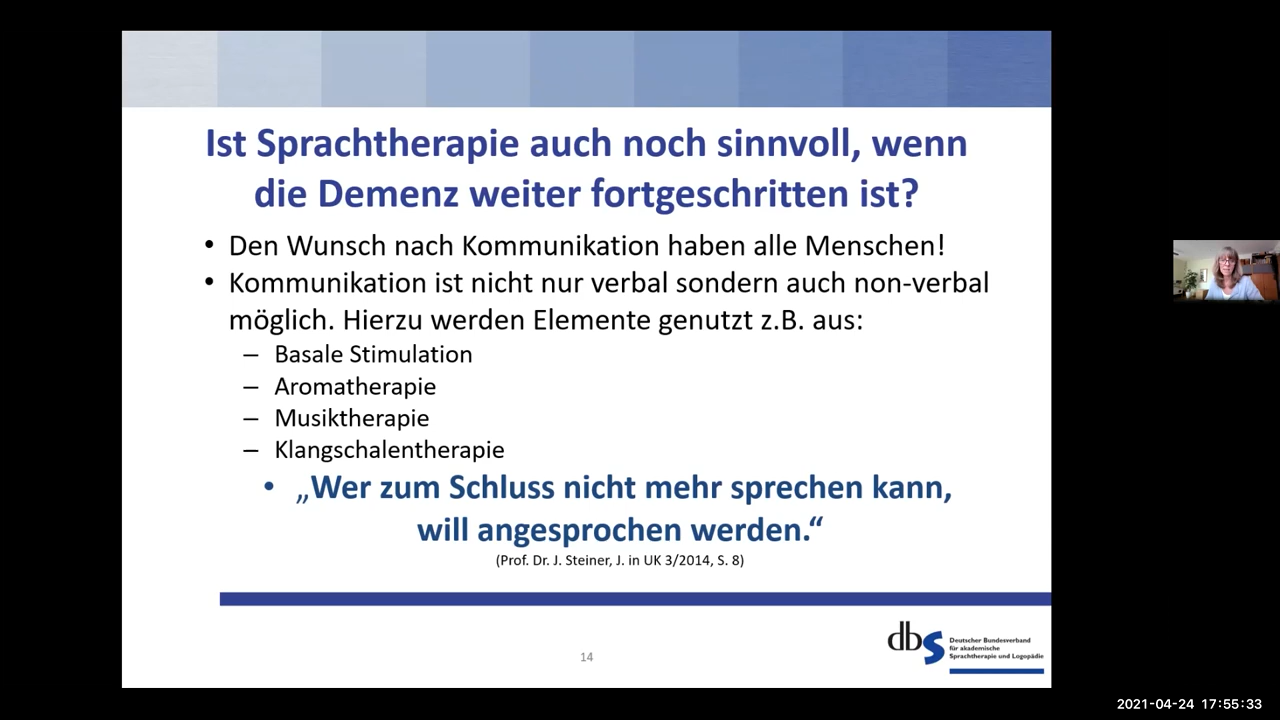 Ist Sprachtherapie auch noch sinnvoll, wenn
die Demenz weiter fortgeschritten ist?
• Den Wunsch nach Kommunikation haben alle Menschen!
• Kommunikation ist nicht nur verbal sondern auch non-verbal
möglich. Hierzu werden Elemente genutzt z.B. aus:
– Basale Stimulation
– Aromatherapie
– Musiktherapie
– Klangschalentherapie
• „Wer zum Schluss nicht mehr sprechen kann,
will angesprochen werden.“
(Prof. Dr. J. Steiner, J. in UK 3/2014, S. 8)
14
dbs
Deutscher Bundesverband
für akademische
Sprachtherapie und Logopädie
2021-04-24 17:55:33